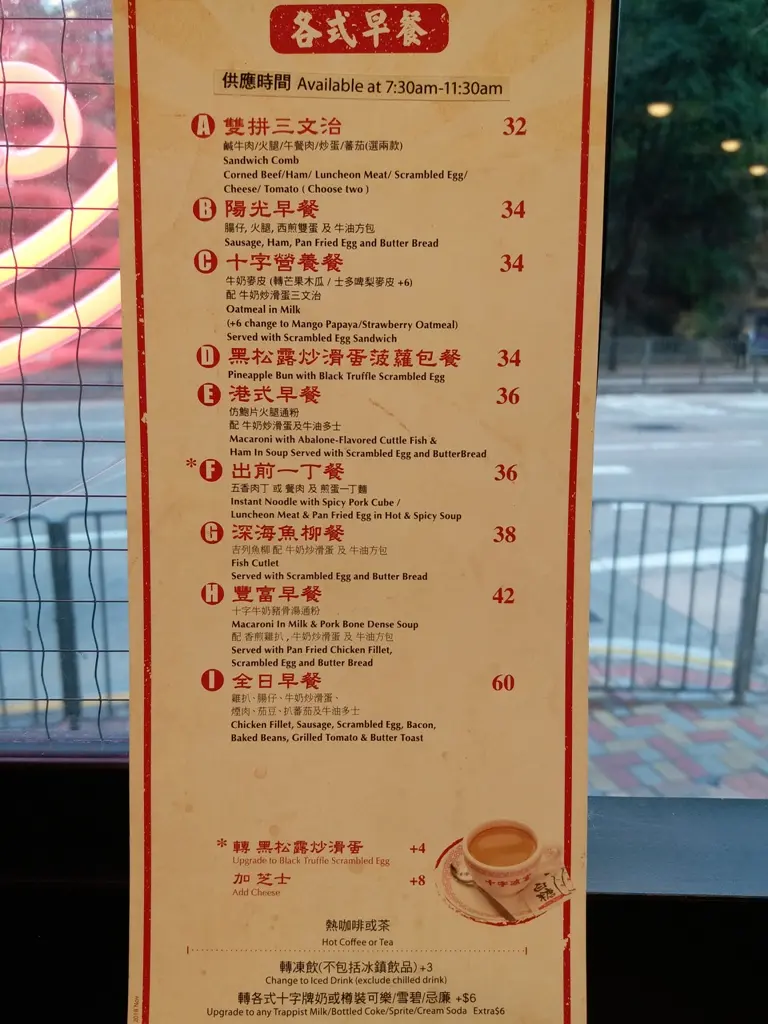 各式早餐
供應時間 Available at 7:30am-11:30am
A 雙拼三文治 32
鹹牛肉/火腿/午餐肉/炒蛋/蕃茄(選兩款)
Sandwich Comb
Corned Beef/Ham/ Luncheon Meat/ Scrambled Egg/
Cheese/ Tomato ( Choose two )
B 陽光早餐 34
腸仔, 火腿, 西煎雙蛋 及 牛油方包
Sausage, Ham, Pan Fried Egg and Butter Bread
C 十字營養餐 34
牛奶麥皮 (轉芒果木瓜 / 士多啤梨麥皮 +6)
配 牛奶炒滑蛋三文治
Oatmeal in Milk
(+6 change to Mango Papaya/Strawberry Oatmeal)
Served with Scrambled Egg Sandwich
D 黑松露炒滑蛋菠蘿包餐 34
Pineapple Bun with Black Truffle Scrambled Egg
E 港式早餐 36
仿鮑片火腿通粉
配 牛奶炒滑蛋及牛油多士
Macaroni with Abalone-Flavored Cuttle Fish &
Ham In Soup Served with Scrambled Egg and ButterBread
* F 出前一丁餐 36
五香肉丁 或 餐肉 及 煎蛋一丁麵
Instant Noodle with Spicy Pork Cube /
Luncheon Meat & Pan Fried Egg in Hot & Spicy Soup
G 深海魚柳餐 38
吉列魚柳 配 牛奶炒滑蛋 及 牛油方包
Fish Cutlet
Served with Scrambled Egg and Butter Bread
H 豐富早餐 42
十字牛奶豬骨湯通粉
Macaroni In Milk & Pork Bone Dense Soup
配 香煎雞扒 , 牛奶炒滑蛋 及 牛油方包
Served with Pan Fried Chicken Fillet,
Scrambled Egg and Butter Bread
I 全日早餐 60
雞扒、腸仔、牛奶炒滑蛋、
煙肉、茄豆、扒蕃茄及牛油多士
Chicken Fillet, Sausage, Scrambled Egg, Bacon,
Baked Beans, Grilled Tomato & Butter Toast
* 轉 黑松露炒滑蛋 +4
Upgrade to Black Truffle Scrambled Egg
加 芝士 +8
Add Cheese
熱咖啡或茶
Hot Coffee or Tea
轉凍飲(不包括冰鎮飲品)+3
Change to Iced Drink (exclude chilled drink)
轉各式十字牌奶或樽裝可樂/雪碧/忌廉 +$6
Upgrade to any Trappist Milk/Bottled Coke/Sprite/Cream Soda Extra$6